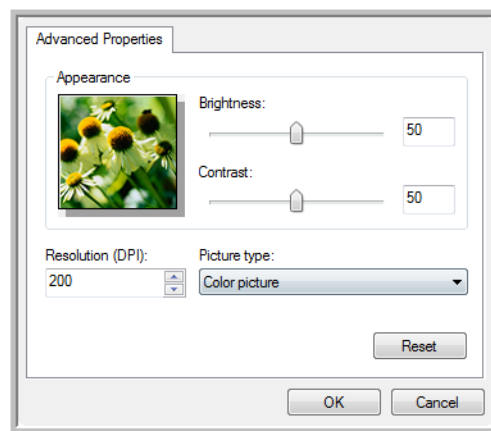 Advanced Properties
Appearance
Brightness:
50
Contrast:
50
Resolution (DPI):
Picture type:
200
Color picture
Reset
OK
Cancel